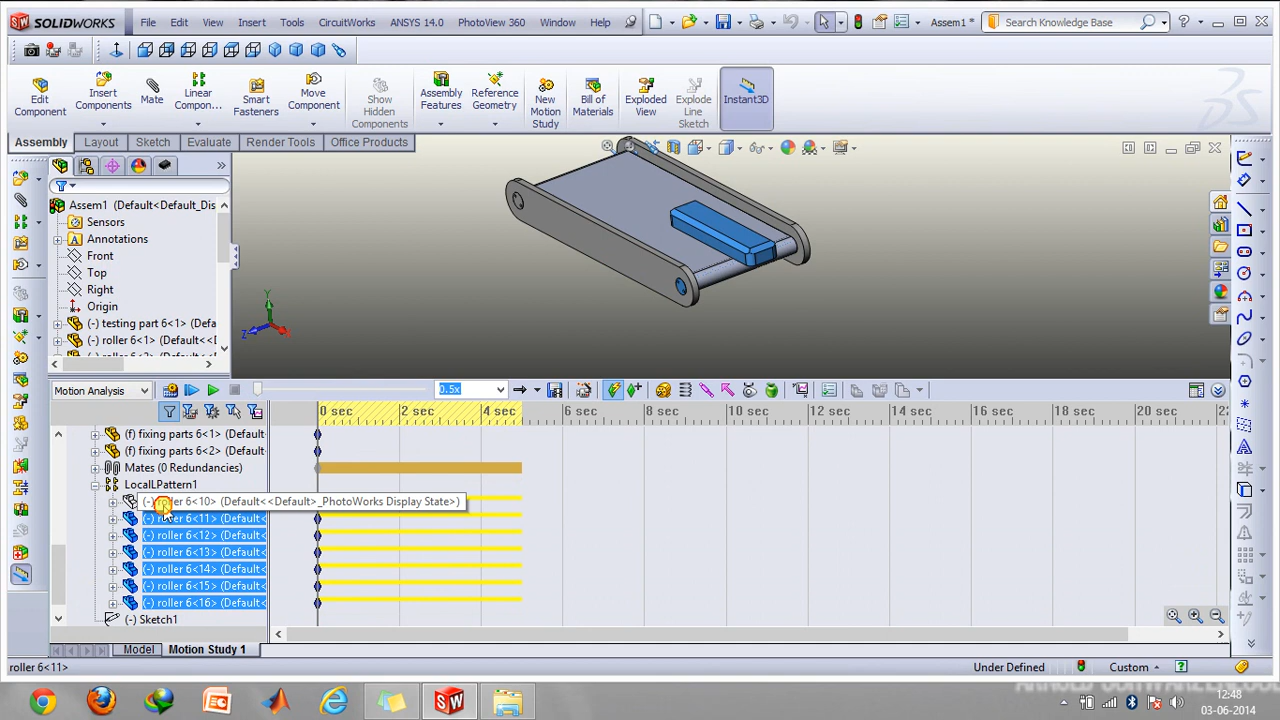 SOLIDWORKS File Edit View Insert Tools CircuitWorks ANSYS 14.0 PhotoView 360 Window Help Assem1 * Search Knowledge Base
Edit Component
Insert Components
Mate
Linear Compon...
Smart Fasteners
Move Component
Show Hidden Components
Assembly Features
Reference Geometry
New Motion Study
Bill of Materials
Exploded View
Explode Line Sketch
Instant3D
Assembly Layout Sketch Evaluate Render Tools Office Products
Assem1 (Default<Default_Dis
Sensors
Annotations
Front
Top
Right
Origin
(-) testing part 6<1> (Defa
(-) roller 6<1> (Default<<D
Y
Z
Motion Analysis 0.5x
0 sec 2 sec 4 sec 6 sec 8 sec 10 sec 12 sec 14 sec 16 sec 18 sec 20 sec
(f) fixing parts 6<1> (Default
(f) fixing parts 6<2> (Default
Mates (0 Redundancies)
LocalLPattern1
(-) roller 6<10> (Default<<Default>_PhotoWorks Display State>)
(-) roller 6<11> (Default<
(-) roller 6<12> (Default<
(-) roller 6<13> (Default<
(-) roller 6<14> (Default<
(-) roller 6<15> (Default<
(-) roller 6<16> (Default<
(-) Sketch1
Model Motion Study 1
roller 6<11> Under Defined Custom
12:48
03-06-2014